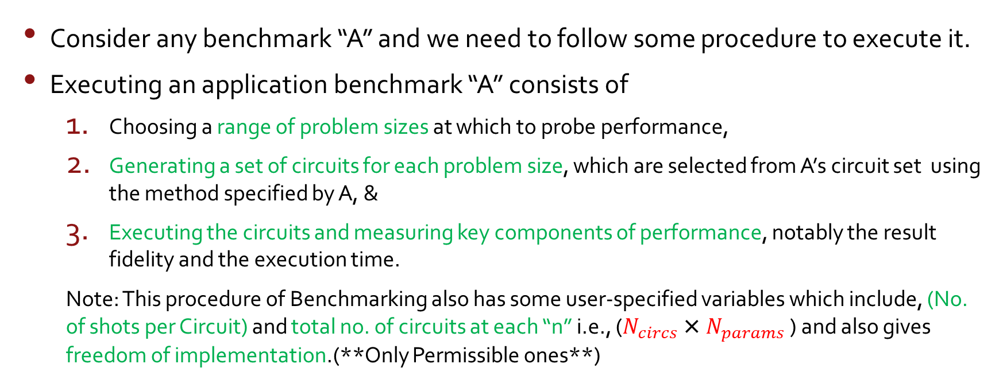 • Consider any benchmark “A” and we need to follow some procedure to execute it.
• Executing an application benchmark “A” consists of
1. Choosing a range of problem sizes at which to probe performance,
2. Generating a set of circuits for each problem size, which are selected from A’s circuit set using
the method specified by A, &
3. Executing the circuits and measuring key components of performance, notably the result
fidelity and the execution time.
Note: This procedure of Benchmarking also has some user-specified variables which include, (No.
of shots per Circuit) and total no. of circuits at each “n” i.e., (N_circs × N_params ) and also gives
freedom of implementation.(**Only Permissible ones**)